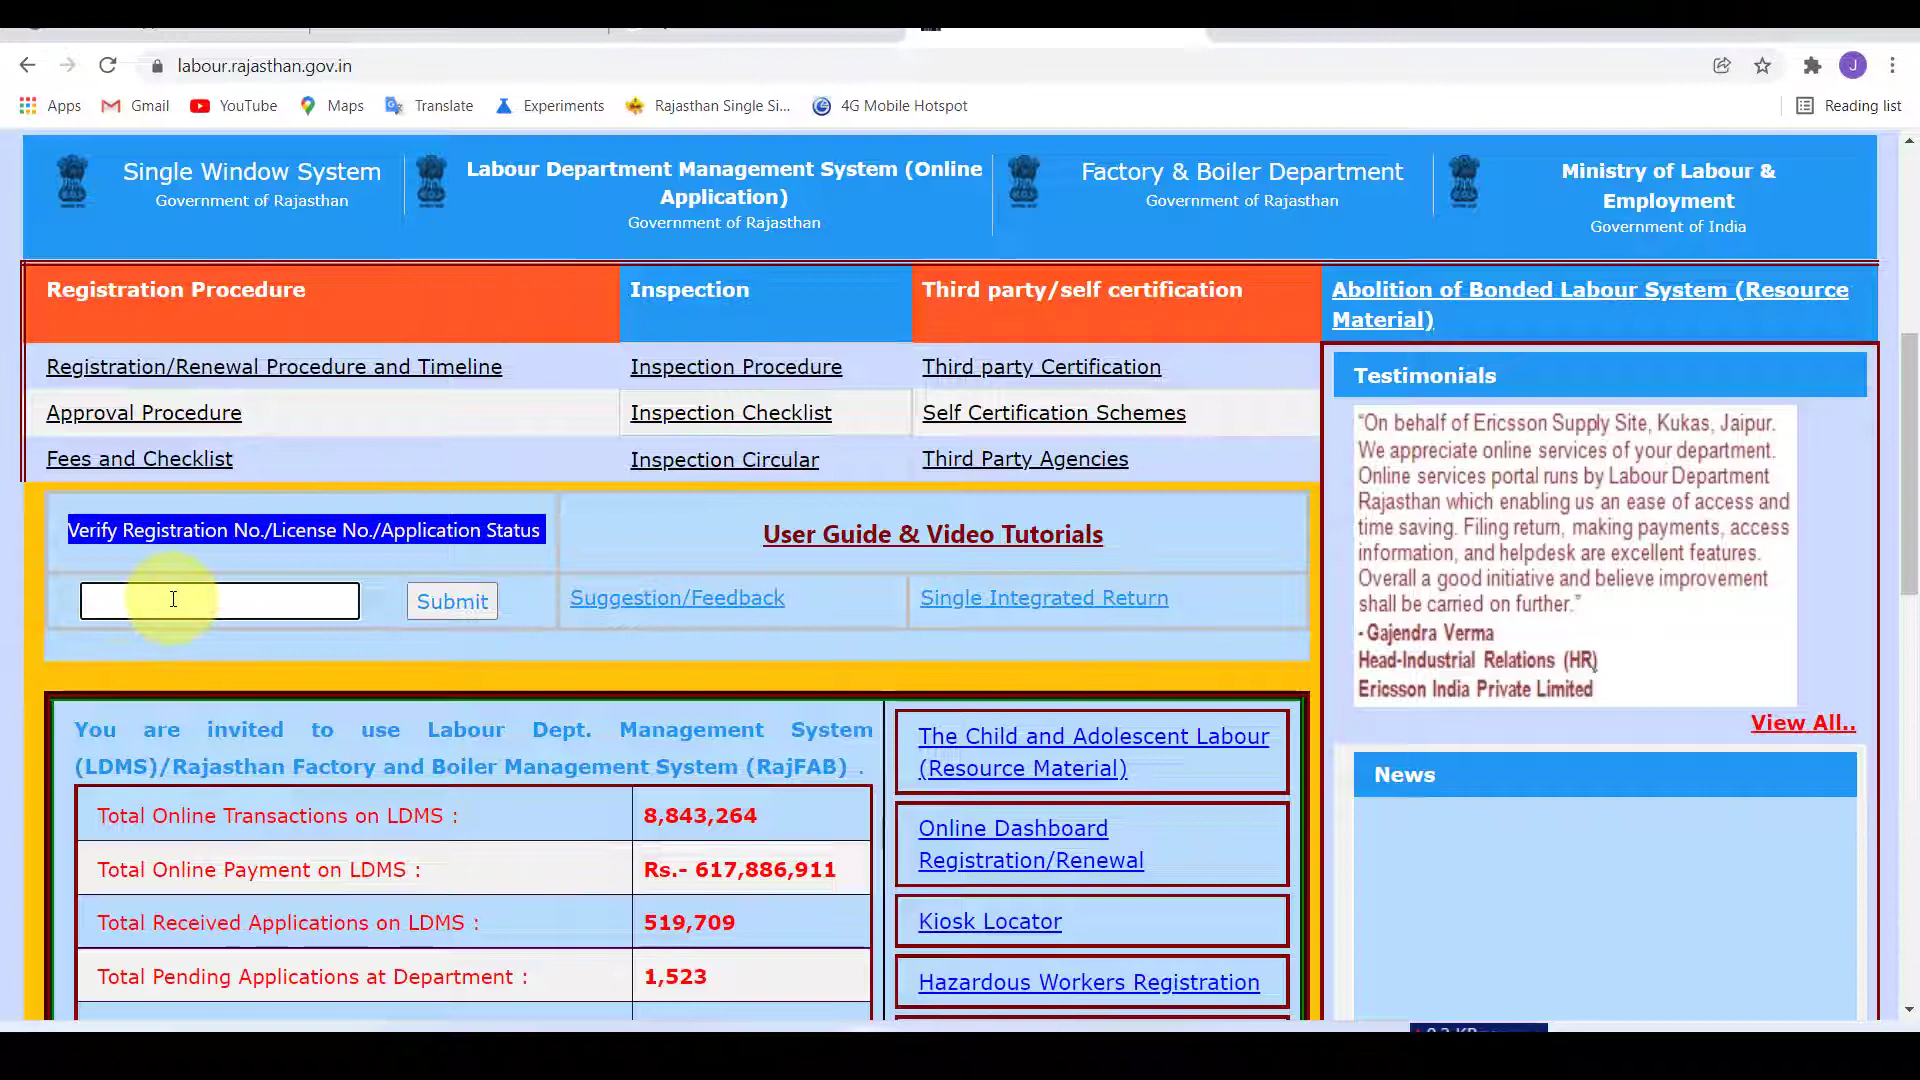 labour.rajasthan.gov.in
J
Apps
Gmail
YouTube
Maps
Translate
Experiments
Rajasthan Single Si...
4G Mobile Hotspot
Reading list
Single Window System
Government of Rajasthan
Labour Department Management System (Online
Application)
Government of Rajasthan
Factory & Boiler Department
Government of Rajasthan
Ministry of Labour &
Employment
Government of India
Registration Procedure
Inspection
Third party/self certification
Abolition of Bonded Labour System (Resource
Material)
Registration/Renewal Procedure and Timeline
Inspection Procedure
Third party Certification
Approval Procedure
Inspection Checklist
Self Certification Schemes
Fees and Checklist
Inspection Circular
Third Party Agencies
Testimonials
"On behalf of Ericsson Supply Site, Kukas, Jaipur.
We appreciate online services of your department.
Online services portal runs by Labour Department
Rajasthan which enabling us an ease of access and
time saving. Filing return, making payments, access
information, and helpdesk are excellent features.
Overall a good initiative and believe improvement
shall be carried on further."
- Gajendra Verma
Head-Industrial Relations (HR)
Ericsson India Private Limited
View All..
Verify Registration No./License No./Application Status
User Guide & Video Tutorials
Submit
Suggestion/Feedback
Single Integrated Return
You are invited to use Labour Dept. Management System
(LDMS)/Rajasthan Factory and Boiler Management System (RajFAB) .
Total Online Transactions on LDMS :
8,843,264
Total Online Payment on LDMS :
Rs.- 617,886,911
Total Received Applications on LDMS :
519,709
Total Pending Applications at Department :
1,523
The Child and Adolescent Labour
(Resource Material)
Online Dashboard
Registration/Renewal
Kiosk Locator
Hazardous Workers Registration
News